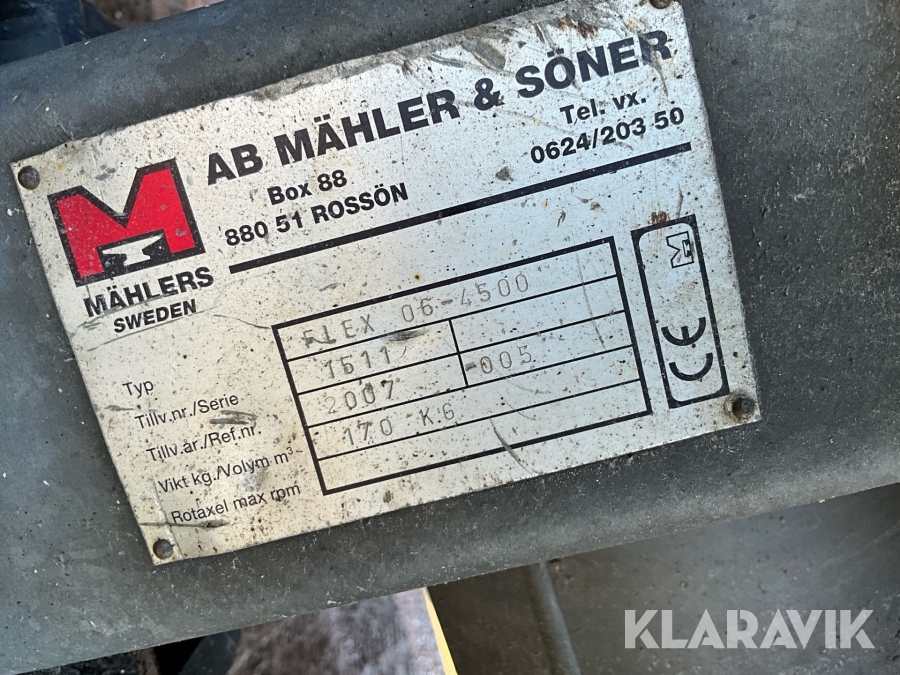 AB MÄHLER & SÖNER
Box 88
880 51 ROSSÖN
Tel. vx.
0624/203 50
M
MÄHLERS
SWEDEN
Typ FLEX 06-4500
Tillv.nr./Serie 1511
Tillv.år./Ref.nr. 2007 -005
Vikt kg./Volym m³ 170 KG
Rotaxel max rpm
M
CE
KLARAVIK